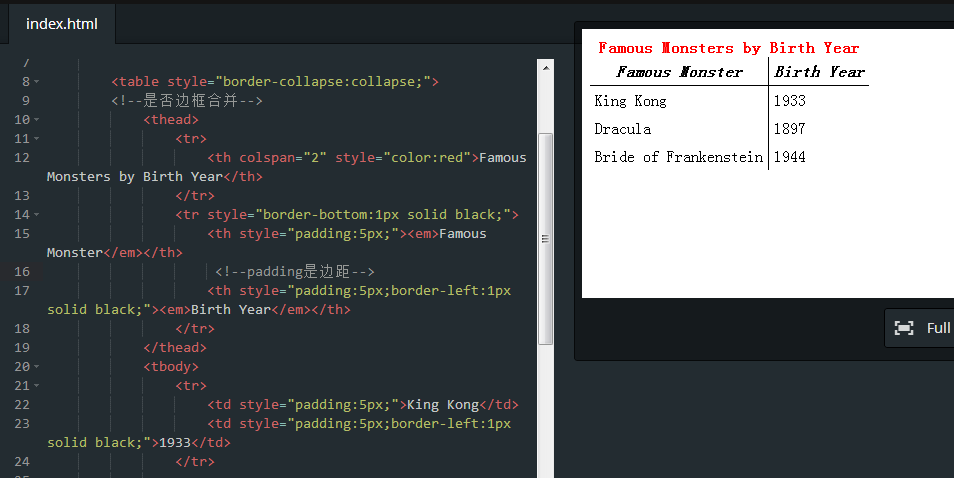 index.html
7
8 <table style="border-collapse:collapse;">
9 <!--是否边框合并-->
10 <thead>
11 <tr>
12 <th colspan="2" style="color:red">Famous
Monsters by Birth Year</th>
13 </tr>
14 <tr style="border-bottom:1px solid black;">
15 <th style="padding:5px;"><em>Famous
Monster</em></th>
16 <!--padding是边距-->
17 <th style="padding:5px;border-left:1px
solid black;"><em>Birth Year</em></th>
18 </tr>
19 </thead>
20 <tbody>
21 <tr>
22 <td style="padding:5px;">King Kong</td>
23 <td style="padding:5px;border-left:1px
solid black;">1933</td>
24 </tr>
Famous Monsters by Birth Year
Famous Monster Birth Year
King Kong 1933
Dracula 1897
Bride of Frankenstein 1944
Full